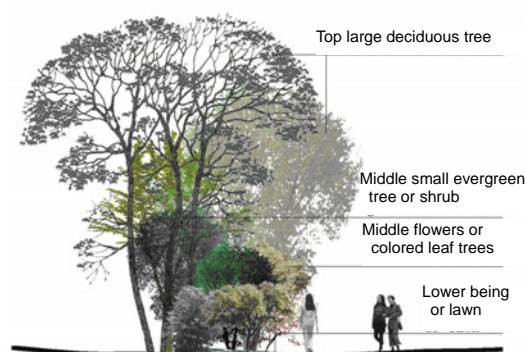 Top large deciduous tree
Middle small evergreen
tree or shrub
Middle flowers or
colored leaf trees
Lower being
or lawn